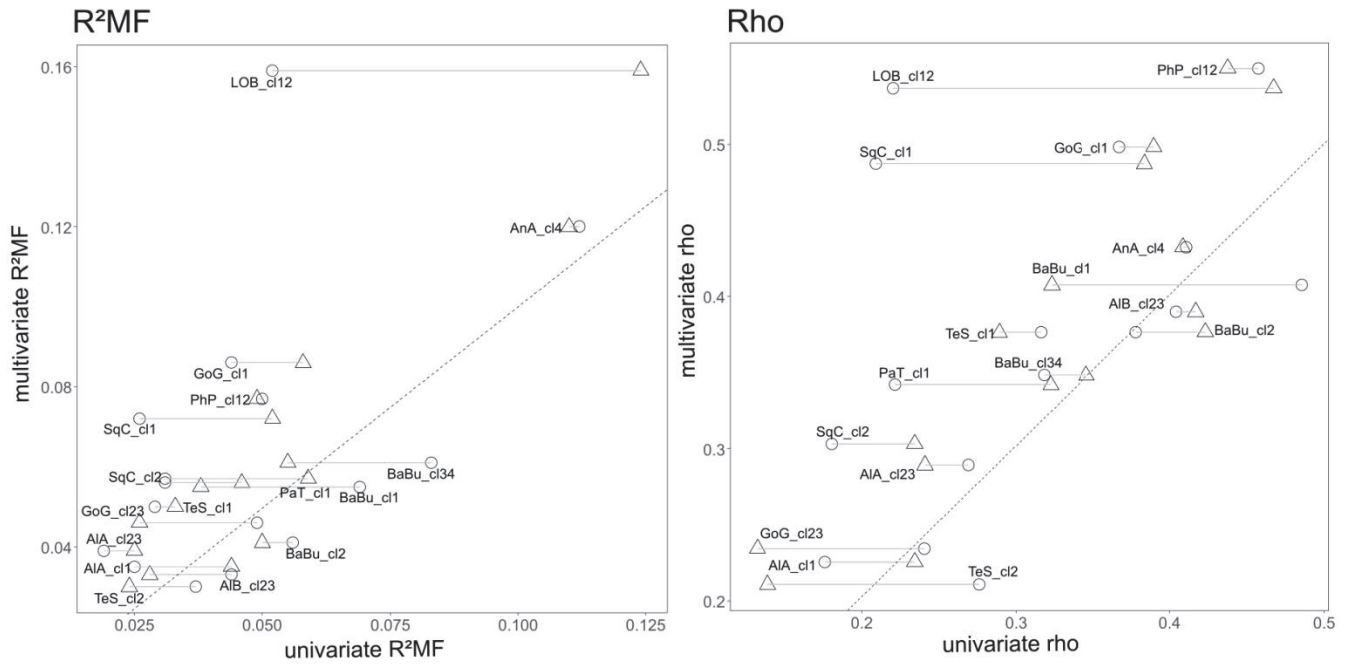 R²MF
0.16
0.12
0.08
0.04
multivariate R²MF
LOB_cl12
AnA_cl4
GoG_cl1
PhP_cl12
SqC_cl1
BaBu_cl34
SqC_cl2
PaT_cl1
BaBu_cl1
TeS_cl1
GoG_cl23
AlA_cl23
BaBu_cl2
AlA_cl1
AlB_cl23
TeS_cl2
0.025
0.050
0.075
0.100
0.125
univariate R²MF
Rho
0.5
0.4
0.3
0.2
multivariate rho
PhP_cl12
LOB_cl12
GoG_cl1
SqC_cl1
AnA_cl4
BaBu_cl1
AlB_cl23
TeS_cl1
BaBu_cl2
BaBu_cl34
PaT_cl1
SqC_cl2
AlA_cl23
GoG_cl23
AlA_cl1
TeS_cl2
0.2
0.3
0.4
0.5
univariate rho